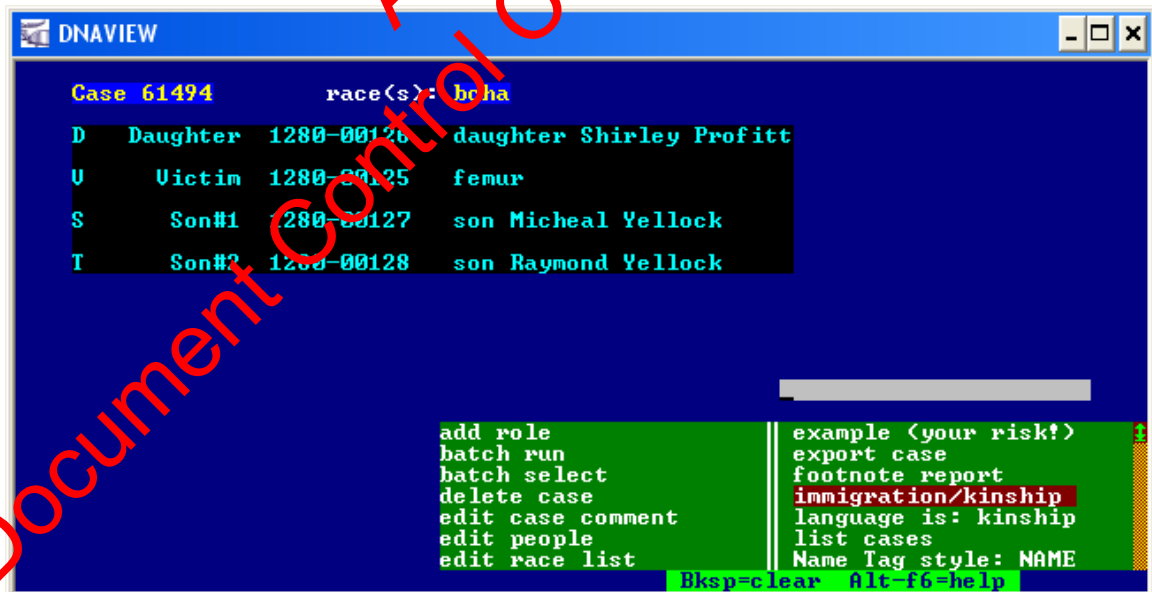 DNAVIEW
Case 61494 race(s): bcha
D Daughter 1280-00126 daughter Shirley Profitt
V Victim 1280-00125 femur
S Son#1 1280-00127 son Micheal Yellock
T Son#2 1280-00128 son Raymond Yellock
add role
batch run
batch select
delete case
edit case comment
edit people
edit race list
example (your risk!)
export case
footnote report
immigration/kinship
language is: kinship
list cases
Name Tag style: NAME
Bksp=clear Alt-f6=help
Document Control